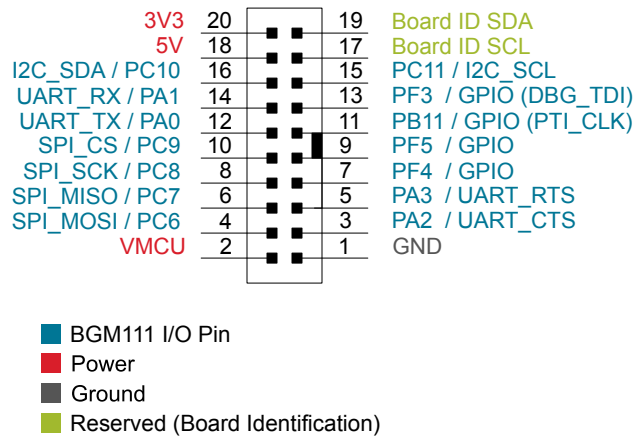 3V3 20 19 Board ID SDA
5V 18 17 Board ID SCL
I2C_SDA / PC10 16 15 PC11 / I2C_SCL
UART_RX / PA1 14 13 PF3 / GPIO (DBG_TDI)
UART_TX / PA0 12 11 PB11 / GPIO (PTI_CLK)
SPI_CS / PC9 10 9 PF5 / GPIO
SPI_SCK / PC8 8 7 PF4 / GPIO
SPI_MISO / PC7 6 5 PA3 / UART_RTS
SPI_MOSI / PC6 4 3 PA2 / UART_CTS
VMCU 2 1 GND
BGM111 I/O Pin
Power
Ground
Reserved (Board Identification)